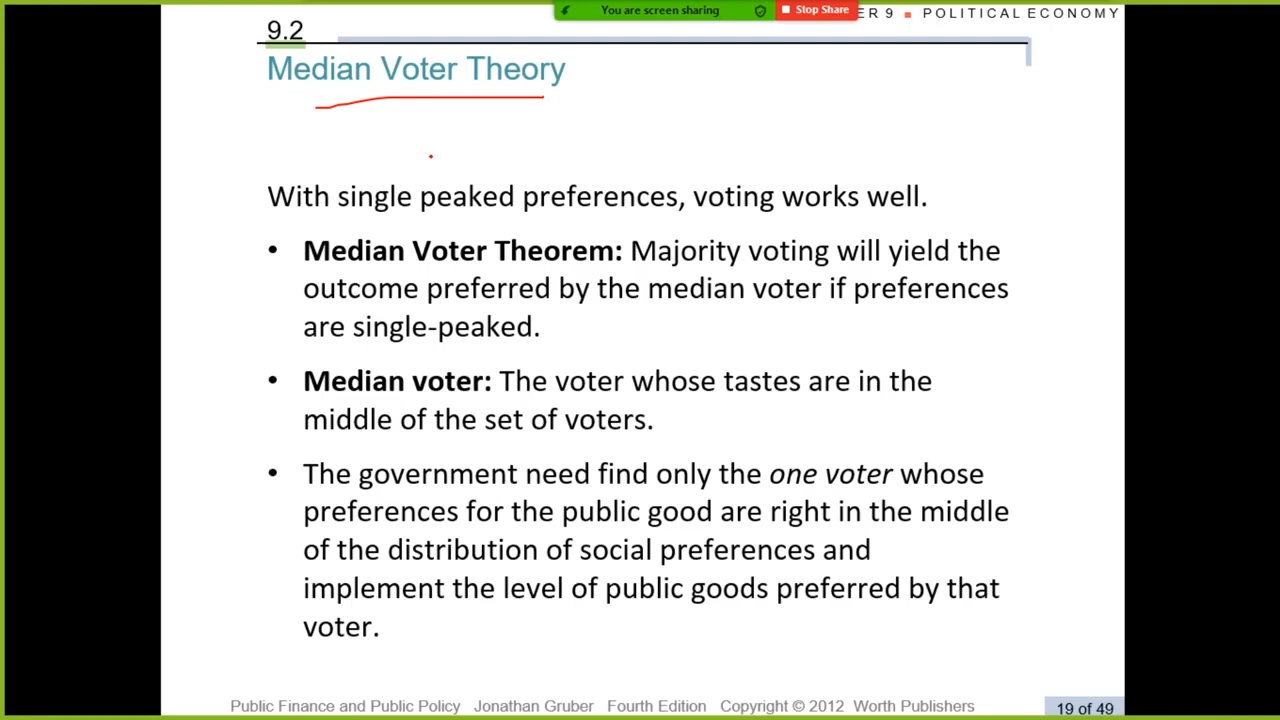 You are screen sharing
Stop Share
ER 9 ■ POLITICAL ECONOMY
9.2
Median Voter Theory
With single peaked preferences, voting works well.
• Median Voter Theorem: Majority voting will yield the
outcome preferred by the median voter if preferences
are single-peaked.
• Median voter: The voter whose tastes are in the
middle of the set of voters.
• The government need find only the one voter whose
preferences for the public good are right in the middle
of the distribution of social preferences and
implement the level of public goods preferred by that
voter.
Public Finance and Public Policy Jonathan Gruber Fourth Edition Copyright © 2012 Worth Publishers
19 of 49